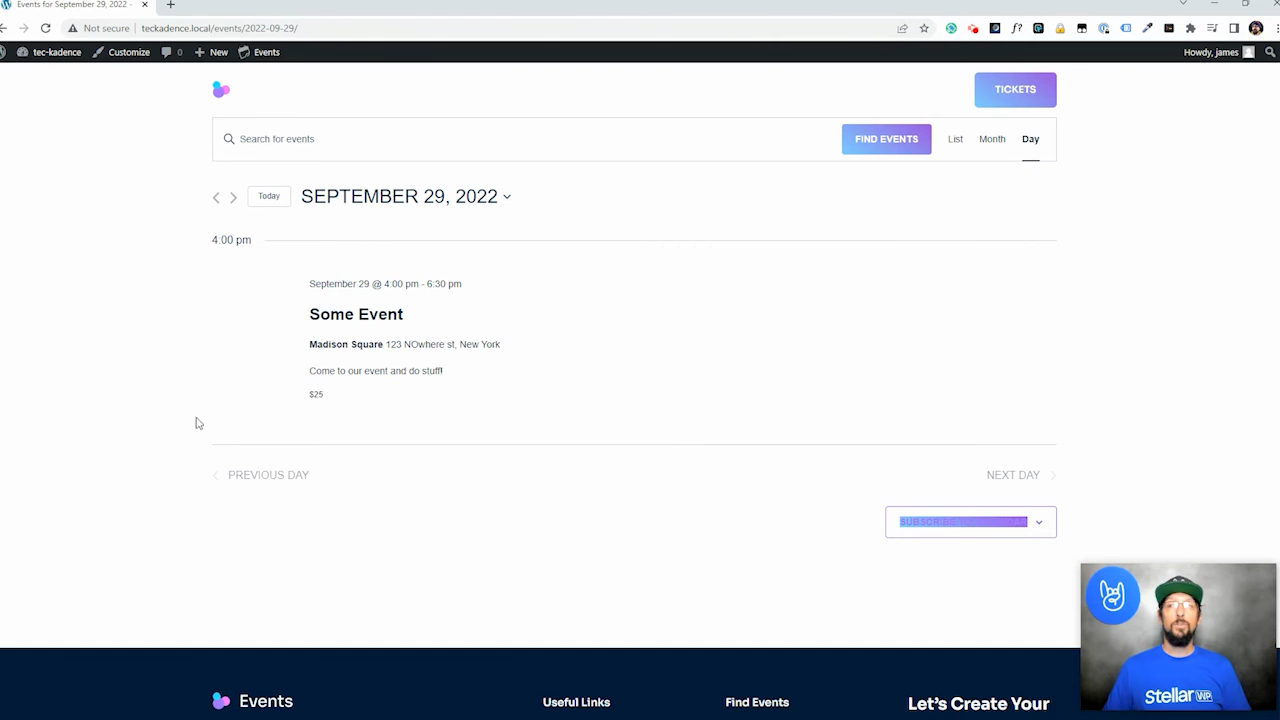 Events for September 29, 2022 -
Not secure teckadence.local/events/2022-09-29/
tec-kadence Customize 0 New Events Howdy, james
TICKETS
Search for events FIND EVENTS List Month Day
Today SEPTEMBER 29, 2022
4:00 pm
September 29 @ 4:00 pm - 6:30 pm
Some Event
Madison Square 123 NOwhere st, New York
Come to our event and do stuff!
$25
PREVIOUS DAY NEXT DAY
SUBSCRIBE
Events Useful Links Find Events Let's Create Your
Stellar WP